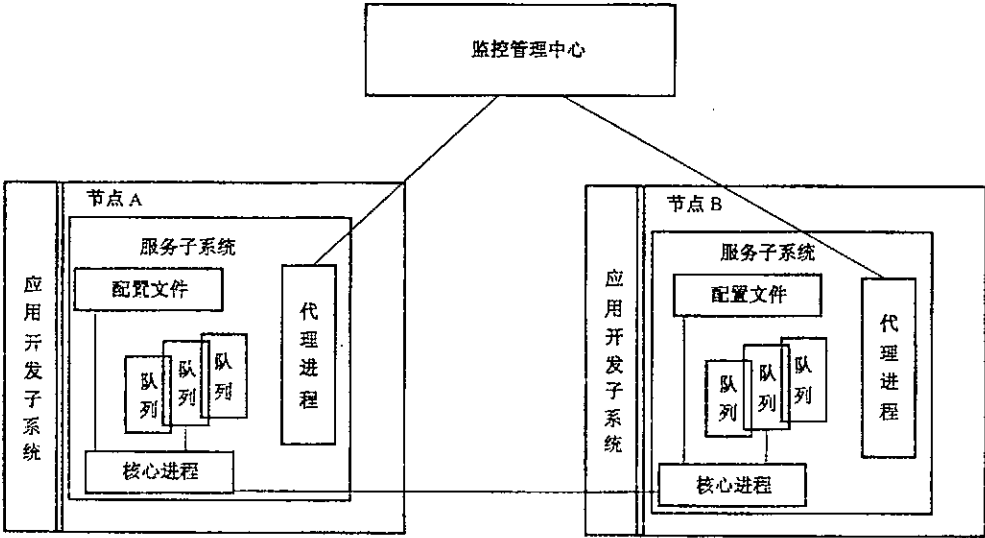 监控管理中心
节点 A
应用开发子系统
服务子系统
配置文件
代理进程
队列
队列
队列
核心进程
节点 B
应用开发子系统
服务子系统
配置文件
代理进程
队列
队列
队列
核心进程